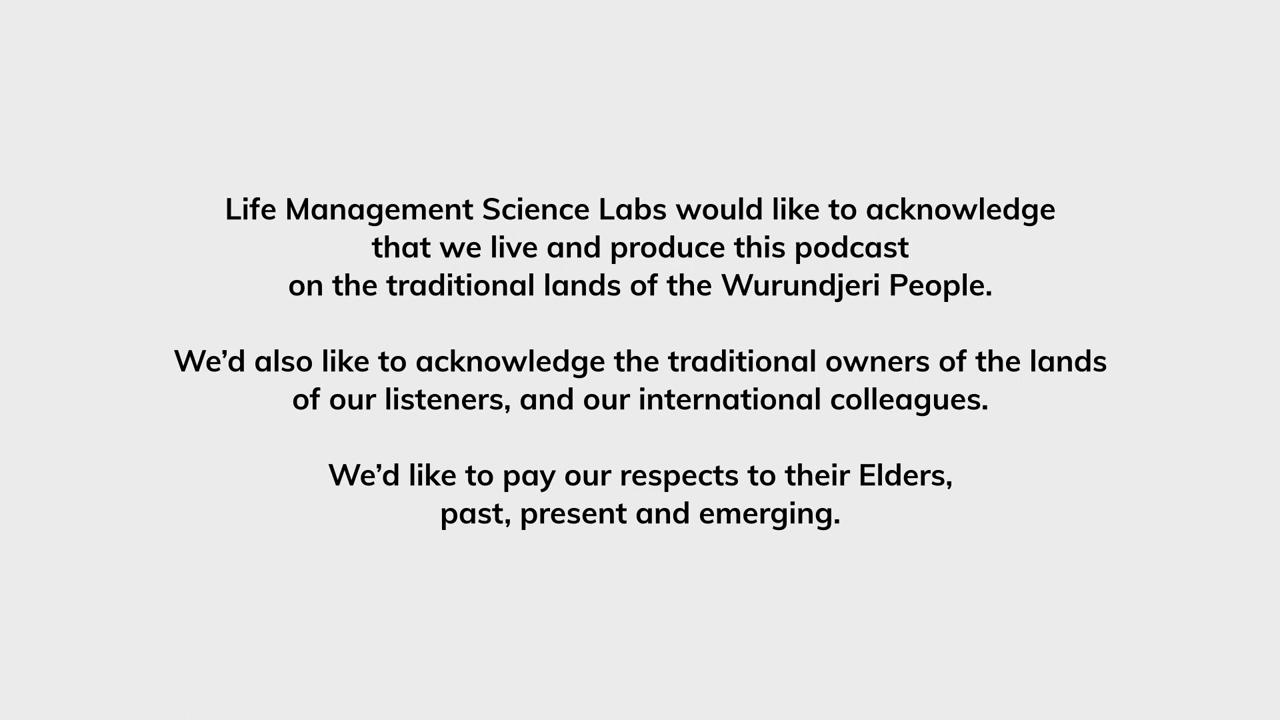 Life Management Science Labs would like to acknowledge
that we live and produce this podcast
on the traditional lands of the Wurundjeri People.
We’d also like to acknowledge the traditional owners of the lands
of our listeners, and our international colleagues.
We’d like to pay our respects to their Elders,
past, present and emerging.